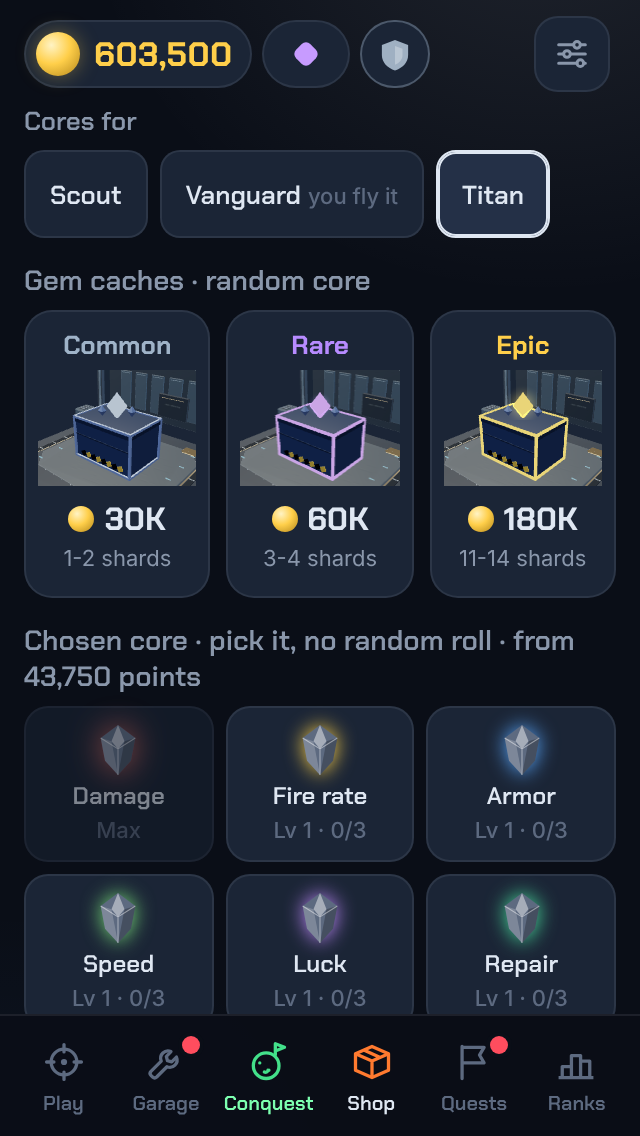 603,500
Cores for
Scout
Vanguard you fly it
Titan
Gem caches · random core
Common
Rare
Epic
30K
60K
180K
1-2 shards
3-4 shards
11-14 shards
Chosen core · pick it, no random roll · from
43,750 points
Damage
Fire rate
Armor
Max
Lv 1 · 0/3
Lv 1 · 0/3
Speed
Luck
Repair
Lv 1 · 0/3
Lv 1 · 0/3
Lv 1 · 0/3
Play
Garage
Conquest
Shop
Quests
Ranks